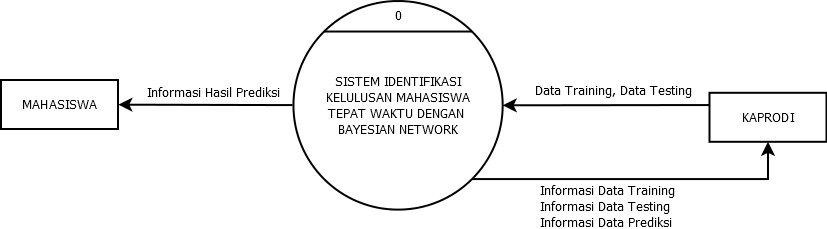 0
SISTEM IDENTIFIKASI
KELULUSAN MAHASISWA
TEPAT WAKTU DENGAN
BAYESIAN NETWORK
MAHASISWA
Informasi Hasil Prediksi
Data Training, Data Testing
KAPRODI
Informasi Data Training
Informasi Data Testing
Informasi Data Prediksi